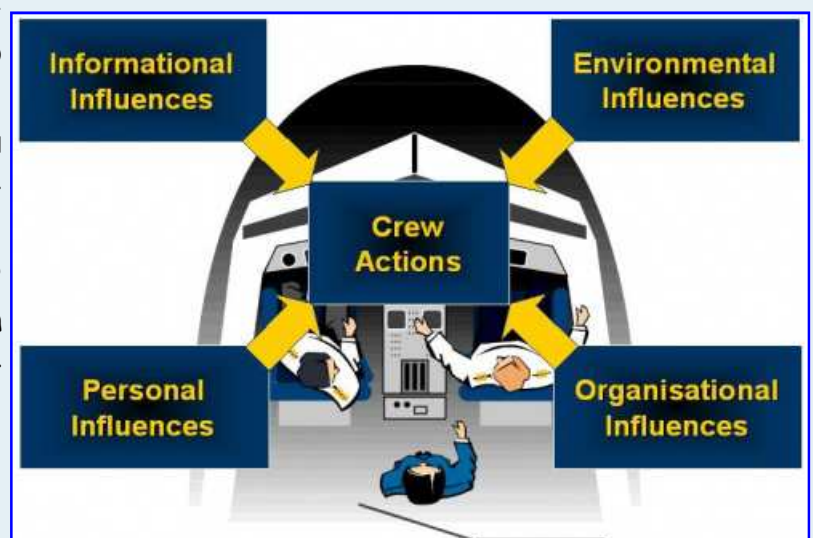 Informational
Influences
Environmental
Influences
Crew
Actions
Personal
Influences
Organisational
Influences